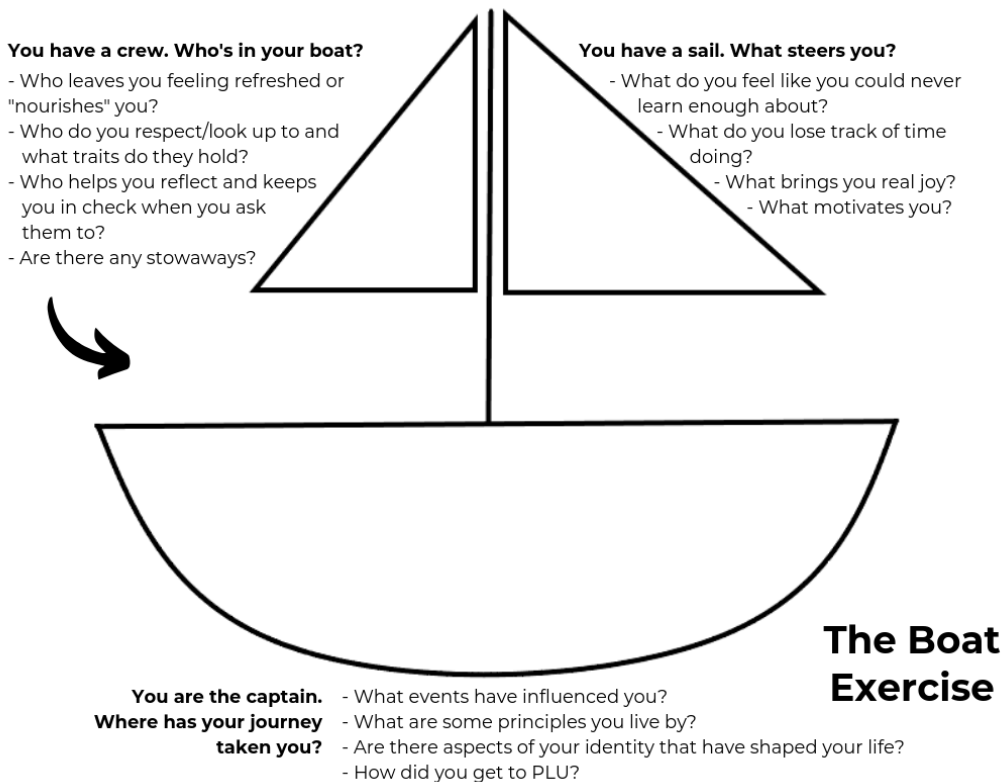 You have a crew. Who's in your boat?
- Who leaves you feeling refreshed or
"nourishes" you?
- Who do you respect/look up to and
what traits do they hold?
- Who helps you reflect and keeps
you in check when you ask
them to?
- Are there any stowaways?
You have a sail. What steers you?
- What do you feel like you could never
learn enough about?
- What do you lose track of time
doing?
- What brings you real joy?
- What motivates you?
The Boat
Exercise
You are the captain.
Where has your journey
taken you?
- What events have influenced you?
- What are some principles you live by?
- Are there aspects of your identity that have shaped your life?
- How did you get to PLU?